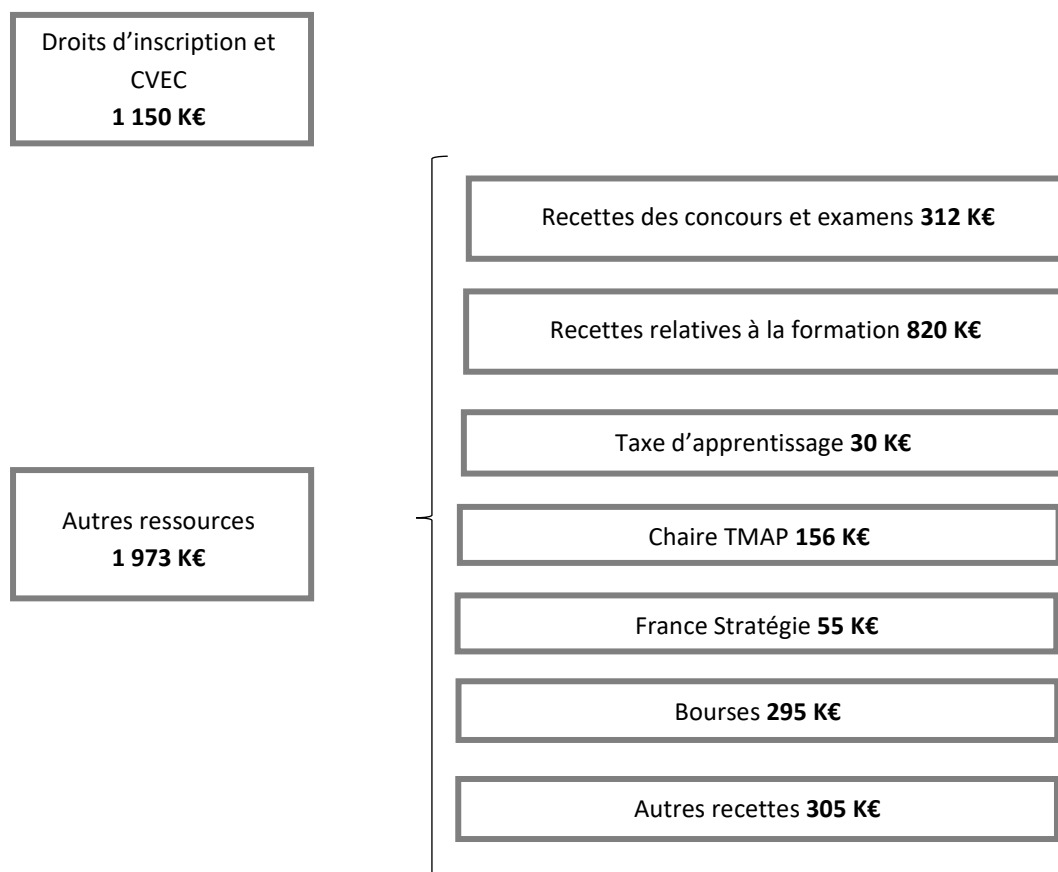 Droits d’inscription et
CVEC
1 150 K€
Recettes des concours et examens 312 K€
Recettes relatives à la formation 820 K€
Taxe d’apprentissage 30 K€
Autres ressources
1 973 K€
Chaire TMAP 156 K€
France Stratégie 55 K€
Bourses 295 K€
Autres recettes 305 K€